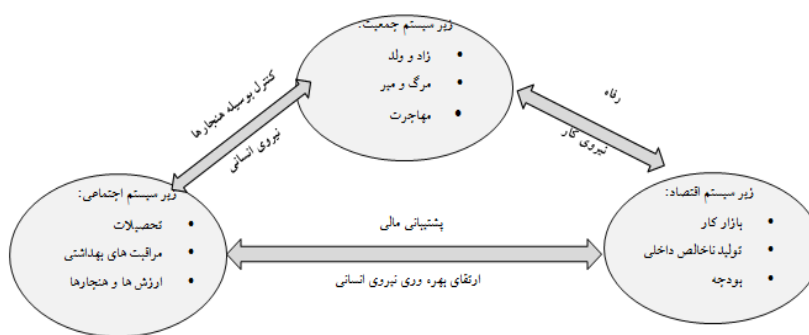 زیر سیستم جمعیت:
زاد و ولد
مرگ و میر
مهاجرت
کنترل بوسیله هنجارها
نیروی انسانی
رفاه
نیروی کار
زیر سیستم اقتصاد:
بازار کار
تولید ناخالص داخلی
بودجه
زیر سیستم اجتماعی:
تحصیلات
مراقبت های بهداشتی
ارزش ها و هنجارها
پشتیبانی مالی
ارتقای بهره وری نیروی انسانی